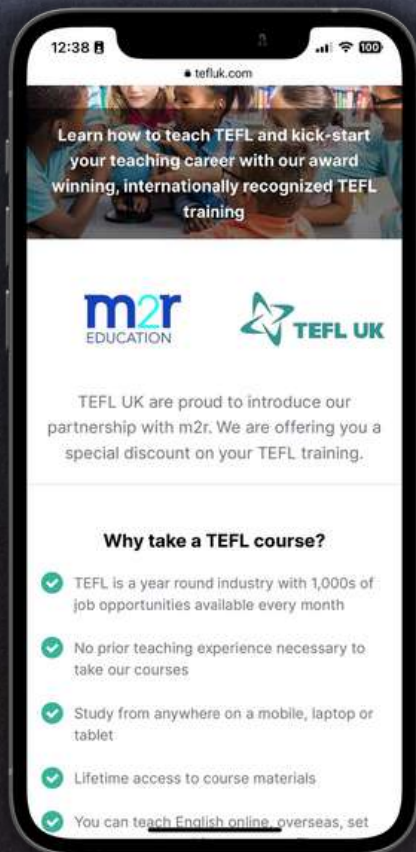 12:38
100
tefluk.com
Learn how to teach TEFL and kick-start
your teaching career with our award
winning, internationally recognized TEFL
training
m2r
EDUCATION
TEFL UK
TEFL UK are proud to introduce our
partnership with m2r. We are offering you a
special discount on your TEFL training.
Why take a TEFL course?
TEFL is a year round industry with 1,000s of
job opportunities available every month
No prior teaching experience necessary to
take our courses
Study from anywhere on a mobile, laptop or
tablet
Lifetime access to course materials
You can teach English online, overseas, set